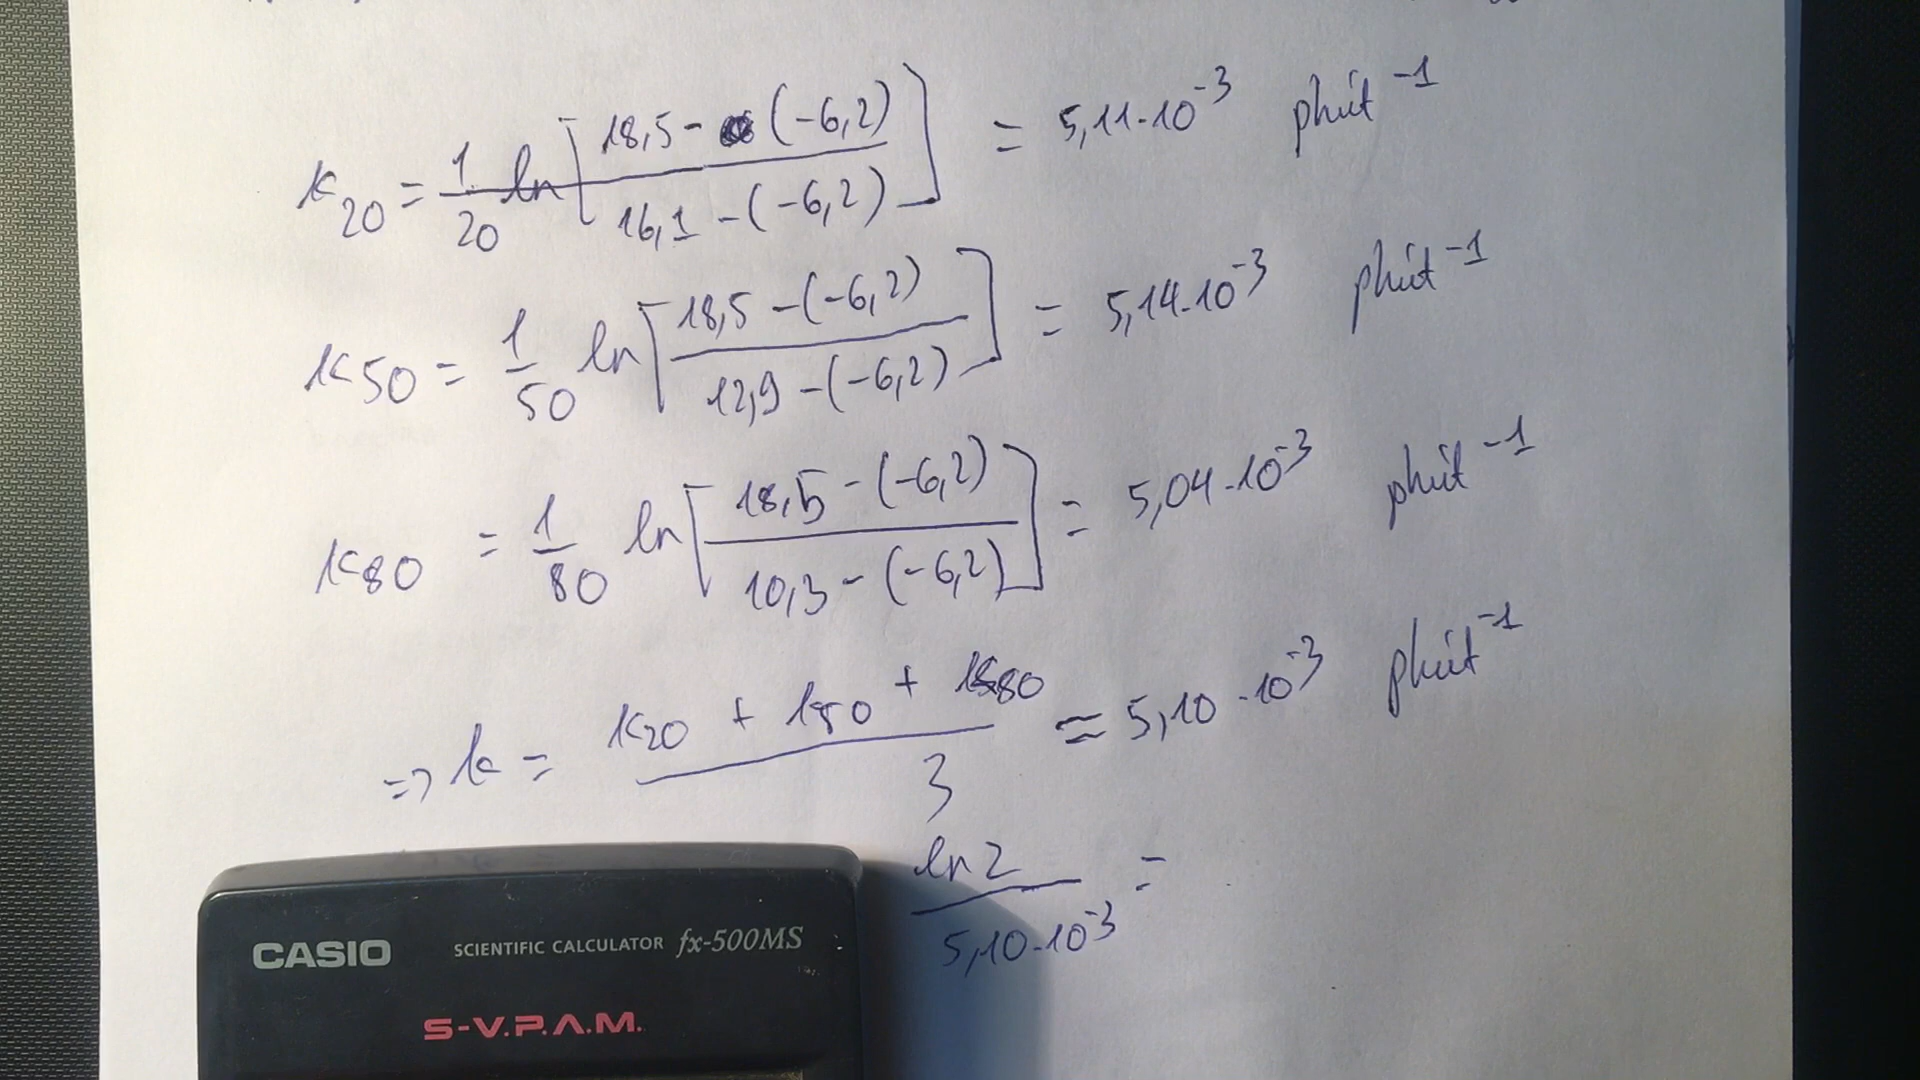 k20 = 1/20 ln[(18,5 - (-6,2))/(16,1 - (-6,2))] = 5,11.10^-3 phút^-1
k50 = 1/50 ln[(18,5 - (-6,2))/(12,9 - (-6,2))] = 5,14.10^-3 phút^-1
k80 = 1/80 ln[(18,5 - (-6,2))/(10,3 - (-6,2))] = 5,04.10^-3 phút^-1
=> k = (k20 + k50 + k80)/3 ≈ 5,10.10^-3 phút^-1
ln2/(5,10.10^-3) =
CASIO SCIENTIFIC CALCULATOR fx-500MS
S-V.P.A.M.